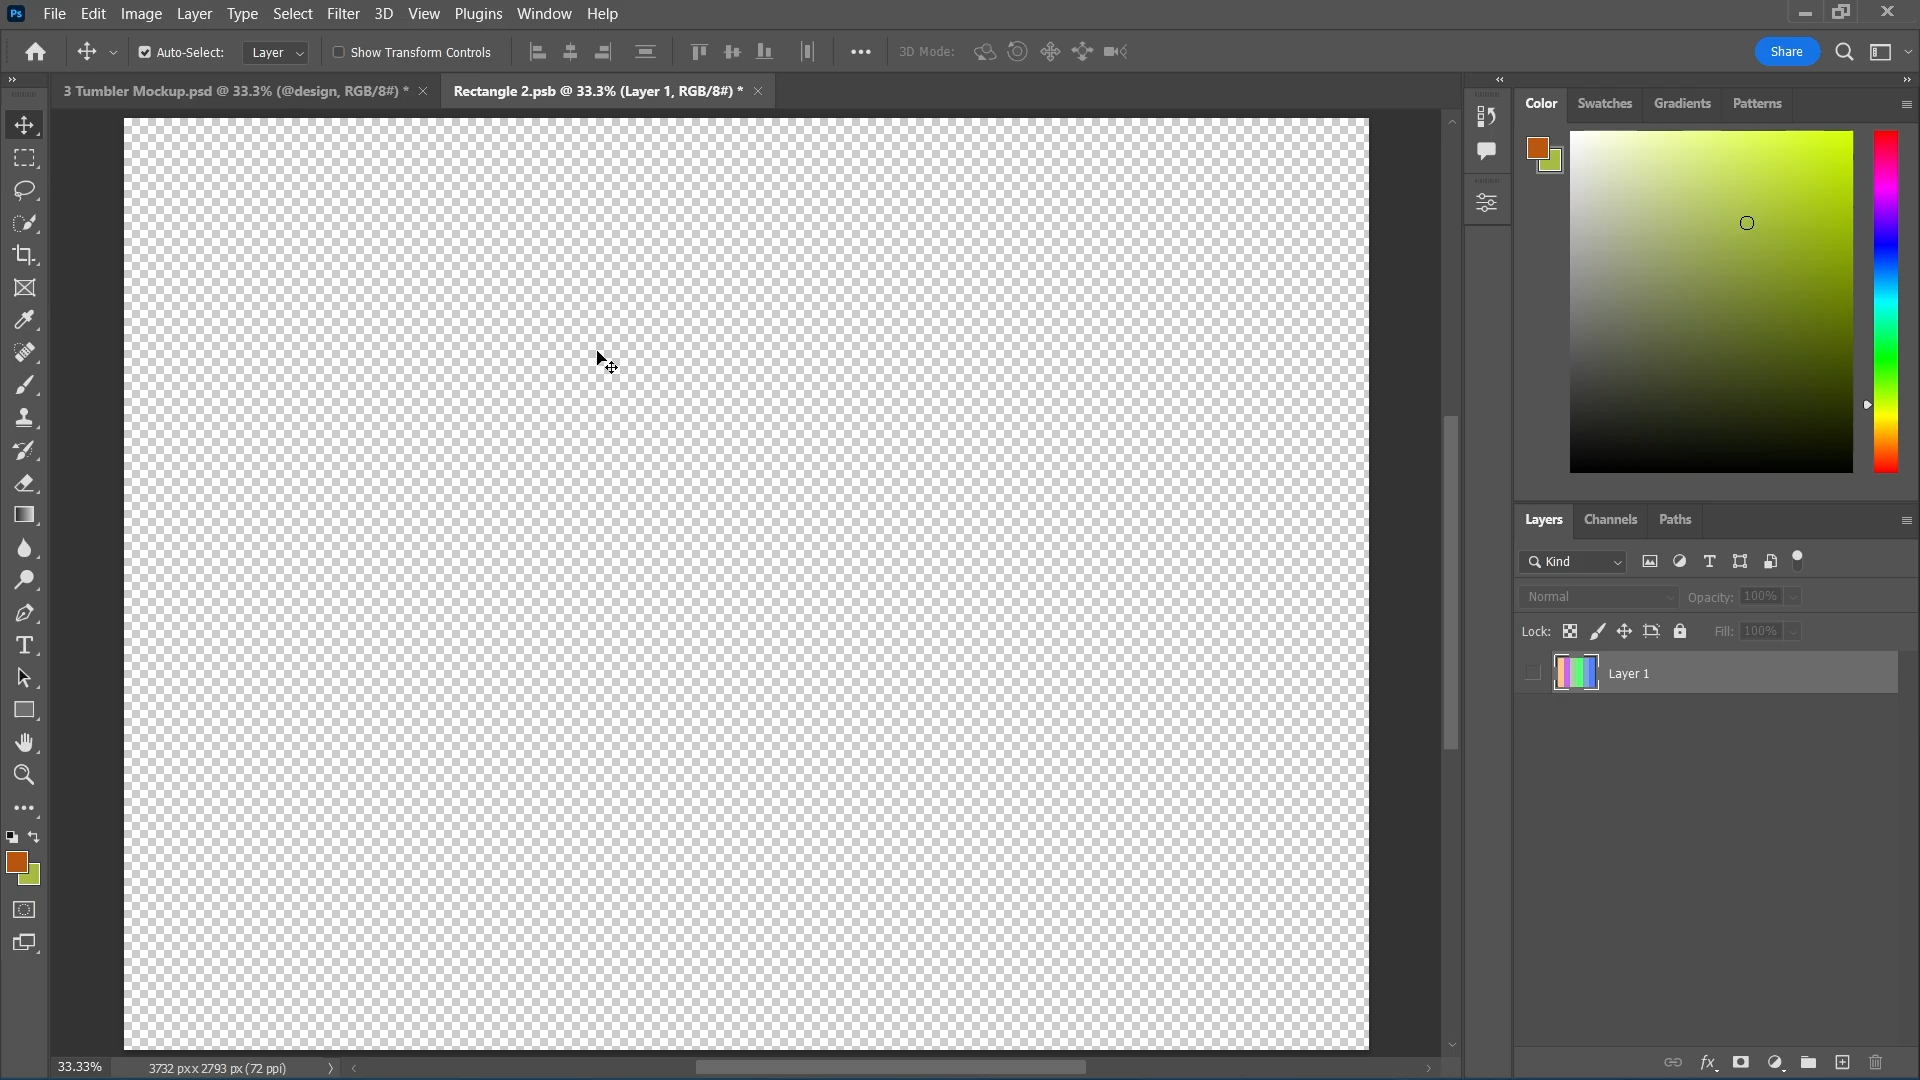 Ps File Edit Image Layer Type Select Filter 3D View Plugins Window Help
Auto-Select: Layer Show Transform Controls 3D Mode: Share
3 Tumbler Mockup.psd @ 33.3% (@design, RGB/8#) * Rectangle 2.psb @ 33.3% (Layer 1, RGB/8#) *
Color Swatches Gradients Patterns
Layers Channels Paths
Kind
Normal Opacity: 100%
Lock: Fill: 100%
Layer 1
33.33% 3732 px x 2793 px (72 ppi)